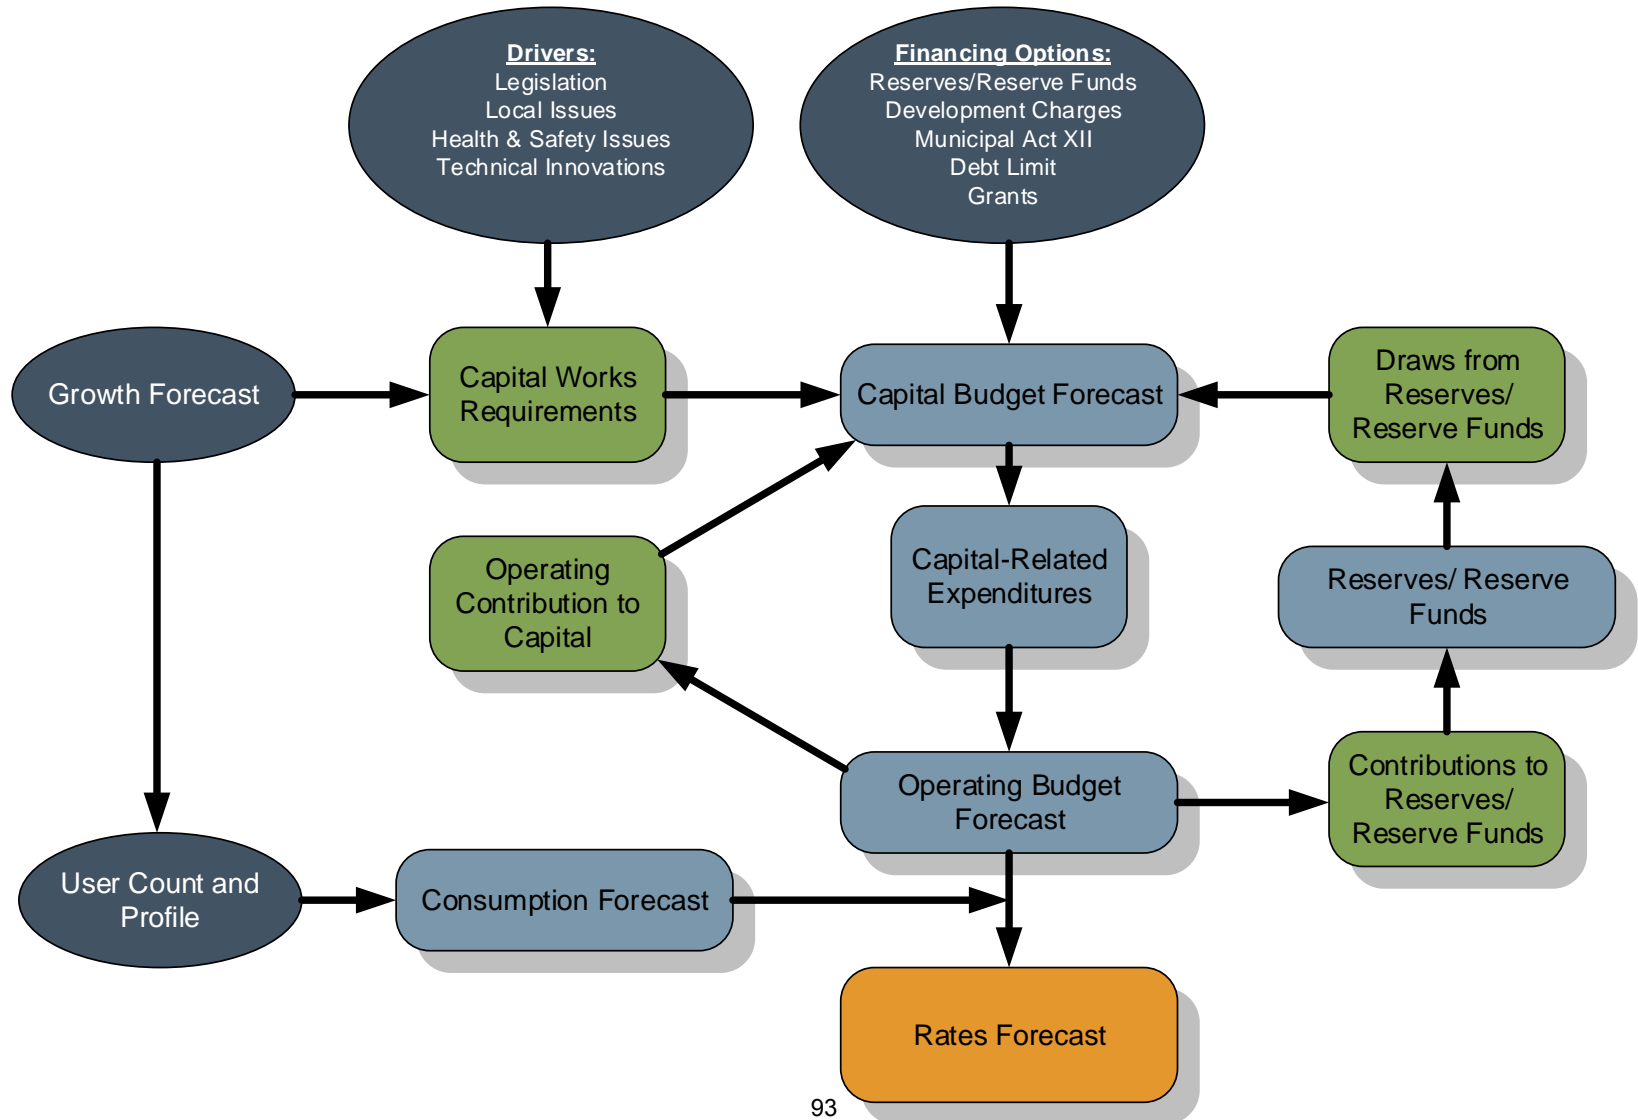 Drivers:
Legislation
Local Issues
Health & Safety Issues
Technical Innovations
Financing Options:
Reserves/Reserve Funds
Development Charges
Municipal Act XII
Debt Limit
Grants
Growth Forecast
Capital Works
Requirements
Capital Budget Forecast
Draws from
Reserves/
Reserve Funds
Operating
Contribution to
Capital
Capital-Related
Expenditures
Reserves/ Reserve
Funds
Operating Budget
Forecast
Contributions to
Reserves/
Reserve Funds
User Count and
Profile
Consumption Forecast
Rates Forecast
93